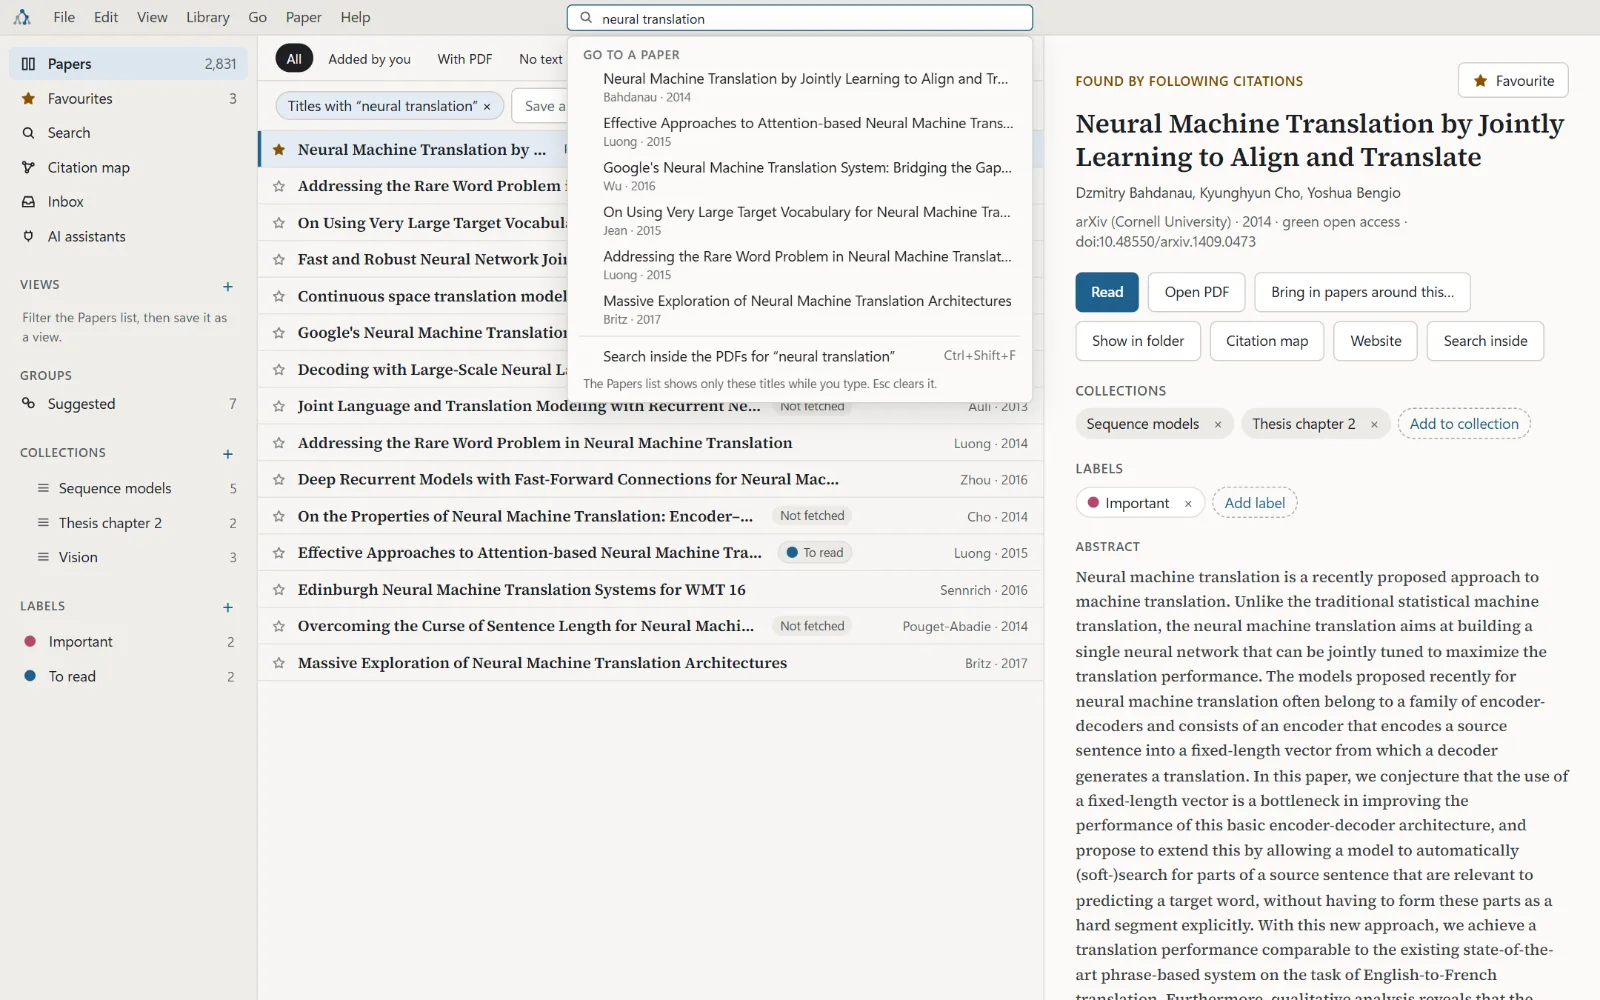 File Edit View Library Go Paper Help
neural translation
Papers 2,831
Favourites 3
Search
Citation map
Inbox
AI assistants
VIEWS +
Filter the Papers list, then save it as
a view.
GROUPS
Suggested 7
COLLECTIONS +
Sequence models 5
Thesis chapter 2 2
Vision 3
LABELS +
Important 2
To read 2
All Added by you With PDF No text
Titles with “neural translation” × Save a
Neural Machine Translation by ...
Addressing the Rare Word Problem
On Using Very Large Target Vocabul
Fast and Robust Neural Network Joi
Continuous space translation model
Google's Neural Machine Translation
Decoding with Large-Scale Neural L
Joint Language and Translation Modeling with Recurrent Ne... Not fetched Auli · 2013
Addressing the Rare Word Problem in Neural Machine Translation Luong · 2014
Deep Recurrent Models with Fast-Forward Connections for Neural Mac... Zhou · 2016
On the Properties of Neural Machine Translation: Encoder–... Not fetched Cho · 2014
Effective Approaches to Attention-based Neural Machine Tra... To read Luong · 2015
Edinburgh Neural Machine Translation Systems for WMT 16 Sennrich · 2016
Overcoming the Curse of Sentence Length for Neural Machi... Not fetched Pouget-Abadie · 2014
Massive Exploration of Neural Machine Translation Architectures Britz · 2017
GO TO A PAPER
Neural Machine Translation by Jointly Learning to Align and Tr...
Bahdanau · 2014
Effective Approaches to Attention-based Neural Machine Trans...
Luong · 2015
Google's Neural Machine Translation System: Bridging the Gap...
Wu · 2016
On Using Very Large Target Vocabulary for Neural Machine Tra...
Jean · 2015
Addressing the Rare Word Problem in Neural Machine Translat...
Luong · 2015
Massive Exploration of Neural Machine Translation Architectures
Britz · 2017
Search inside the PDFs for “neural translation” Ctrl+Shift+F
The Papers list shows only these titles while you type. Esc clears it.
FOUND BY FOLLOWING CITATIONS
Favourite
Neural Machine Translation by Jointly
Learning to Align and Translate
Dzmitry Bahdanau, Kyunghyun Cho, Yoshua Bengio
arXiv (Cornell University) · 2014 · green open access ·
doi:10.48550/arxiv.1409.0473
Read Open PDF Bring in papers around this...
Show in folder Citation map Website Search inside
COLLECTIONS
Sequence models × Thesis chapter 2 × Add to collection
LABELS
Important × Add label
ABSTRACT
Neural machine translation is a recently proposed approach to
machine translation. Unlike the traditional statistical machine
translation, the neural machine translation aims at building a
single neural network that can be jointly tuned to maximize the
translation performance. The models proposed recently for
neural machine translation often belong to a family of encoder-
decoders and consists of an encoder that encodes a source
sentence into a fixed-length vector from which a decoder
generates a translation. In this paper, we conjecture that the use of
a fixed-length vector is a bottleneck in improving the
performance of this basic encoder-decoder architecture, and
propose to extend this by allowing a model to automatically
(soft-)search for parts of a source sentence that are relevant to
predicting a target word, without having to form these parts as a
hard segment explicitly. With this new approach, we achieve a
translation performance comparable to the existing state-of-the-
art phrase-based system on the task of English-to-French
translation. Furthermore, qualitative analysis reveals that the